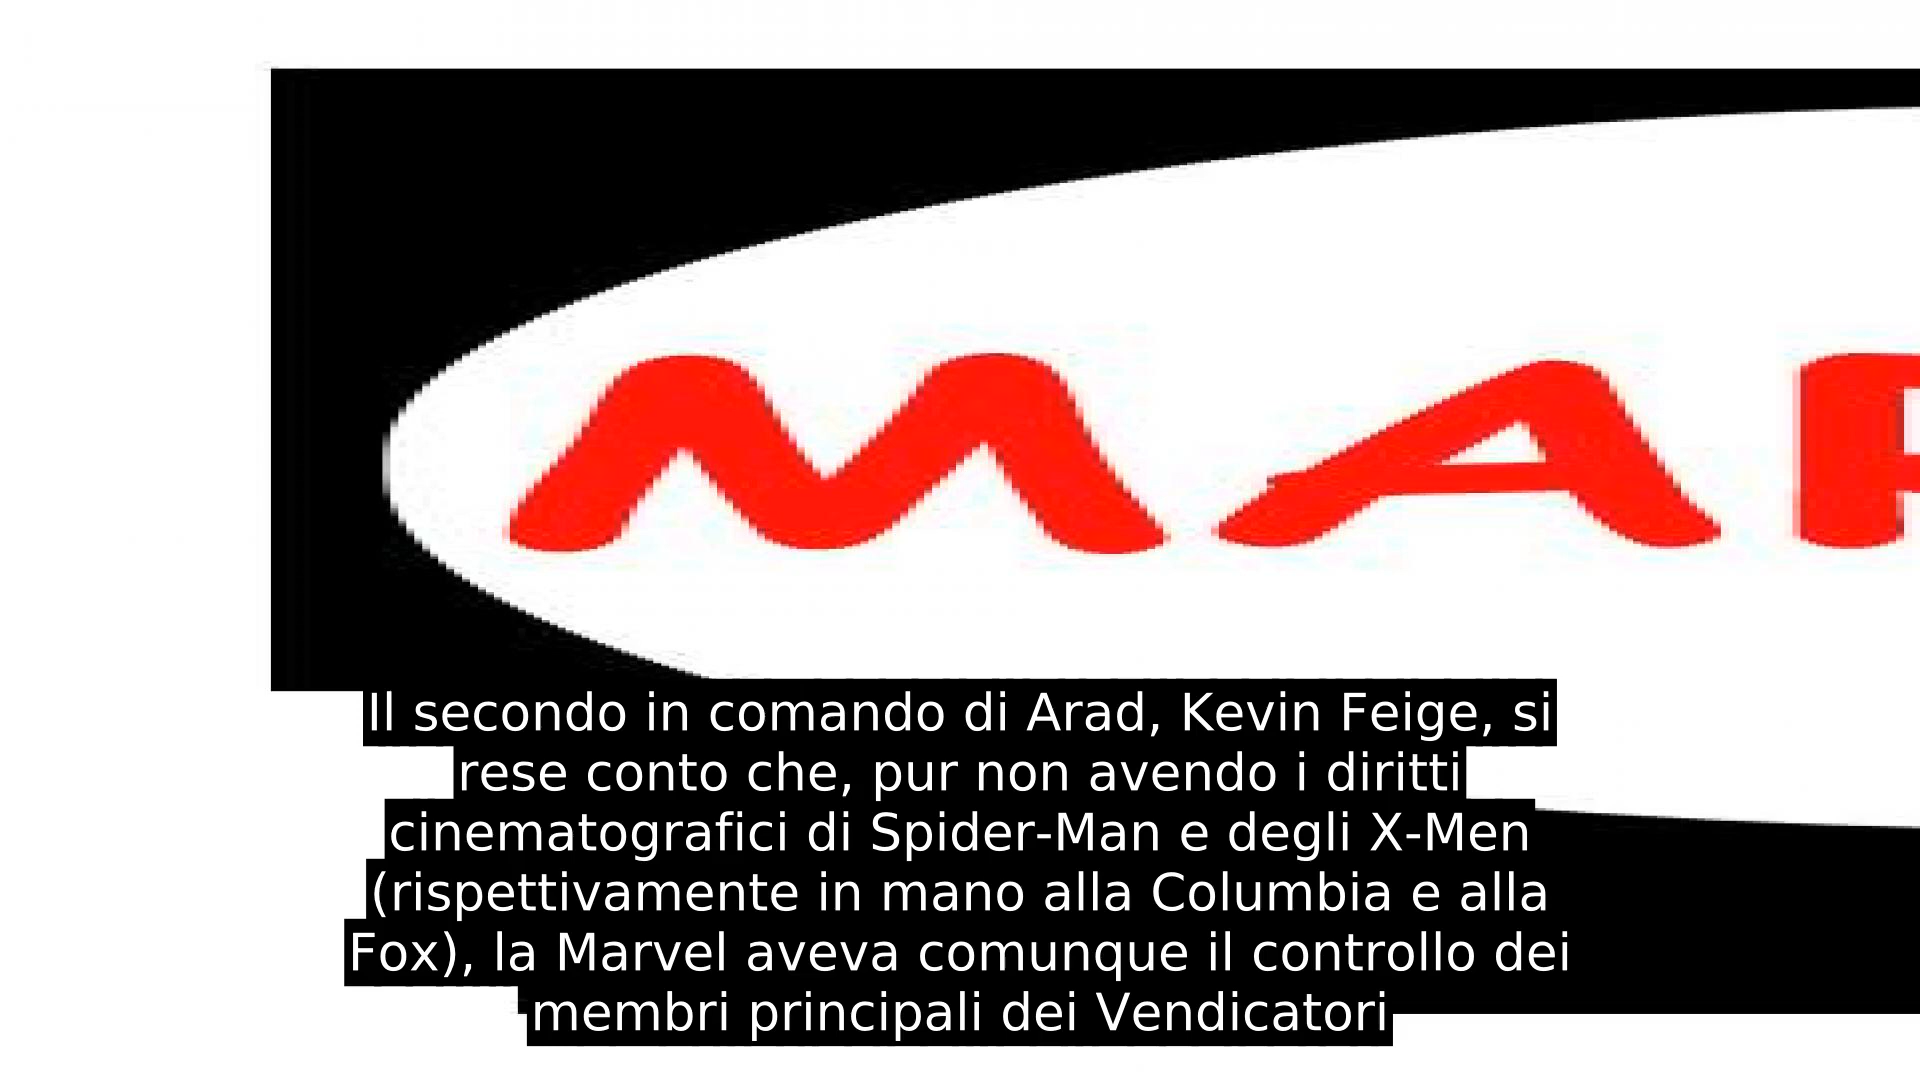 MAR
Il secondo in comando di Arad, Kevin Feige, si
rese conto che, pur non avendo i diritti
cinematografici di Spider-Man e degli X-Men
(rispettivamente in mano alla Columbia e alla
Fox), la Marvel aveva comunque il controllo dei
membri principali dei Vendicatori